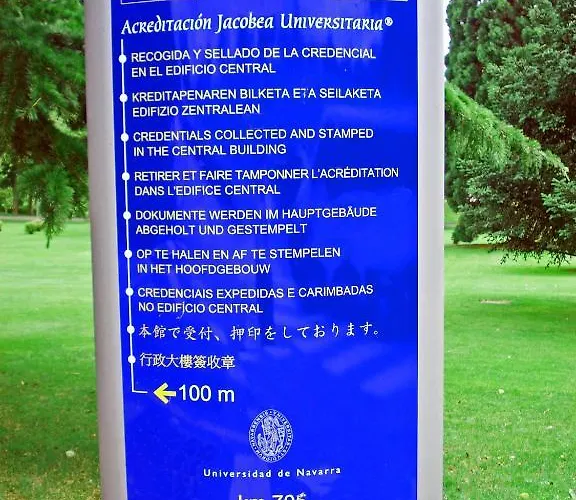 Acreditación Jacobea Universitaria®
RECOGIDA Y SELLADO DE LA CREDENCIAL
EN EL EDIFICIO CENTRAL
KREDITAPENAREN BILKETA ETA SEILAKETA
EDIFIZIO ZENTRALEAN
CREDENTIALS COLLECTED AND STAMPED
IN THE CENTRAL BUILDING
RETIRER ET FAIRE TAMPONNER L'ACRÉDITATION
DANS L'EDIFICE CENTRAL
DOKUMENTE WERDEN IM HAUPTGEBÄUDE
ABGEHOLT UND GESTEMPELT
OP TE HALEN EN AF TE STEMPELEN
IN HET HOOFDGEBOUW
CREDENCIAIS EXPEDIDAS E CARIMBADAS
NO EDIFÍCIO CENTRAL
本館で受付、押印をしております。
行政大樓簽收章
100 m
Universidad de Navarra